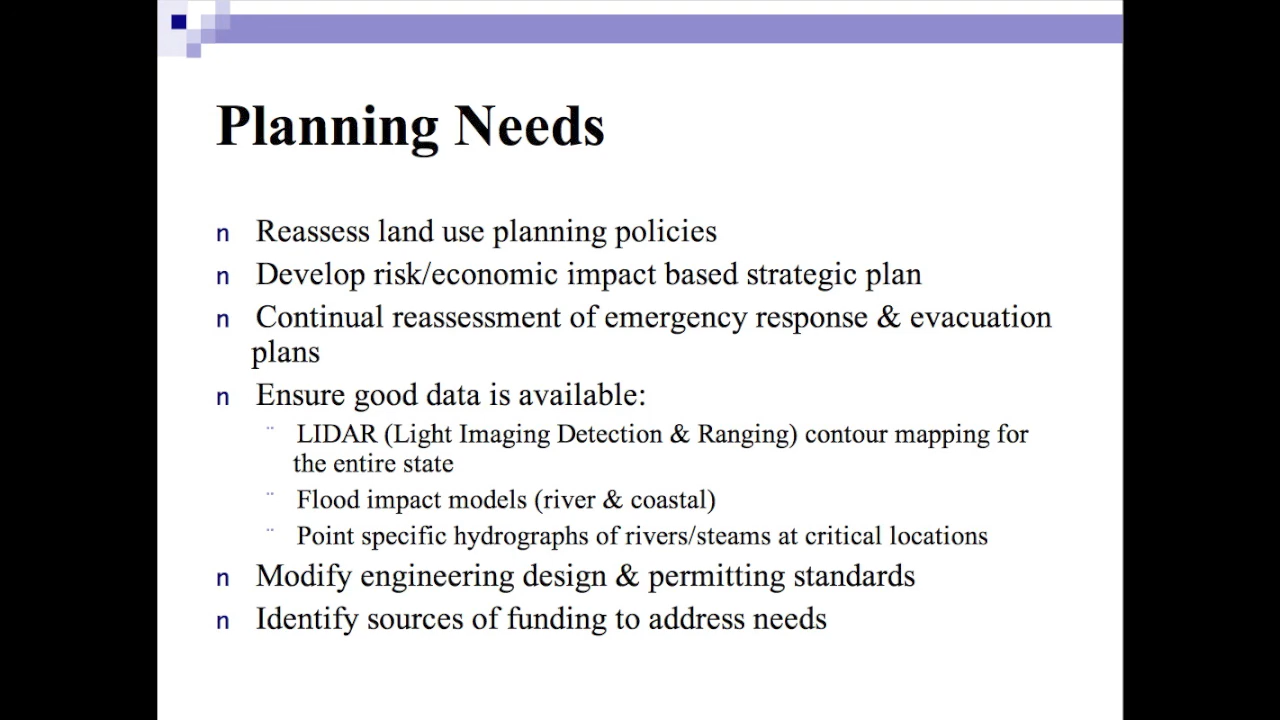 Planning Needs
n Reassess land use planning policies
n Develop risk/economic impact based strategic plan
n Continual reassessment of emergency response & evacuation
plans
n Ensure good data is available:
¨ LIDAR (Light Imaging Detection & Ranging) contour mapping for
the entire state
¨ Flood impact models (river & coastal)
¨ Point specific hydrographs of rivers/steams at critical locations
n Modify engineering design & permitting standards
n Identify sources of funding to address needs